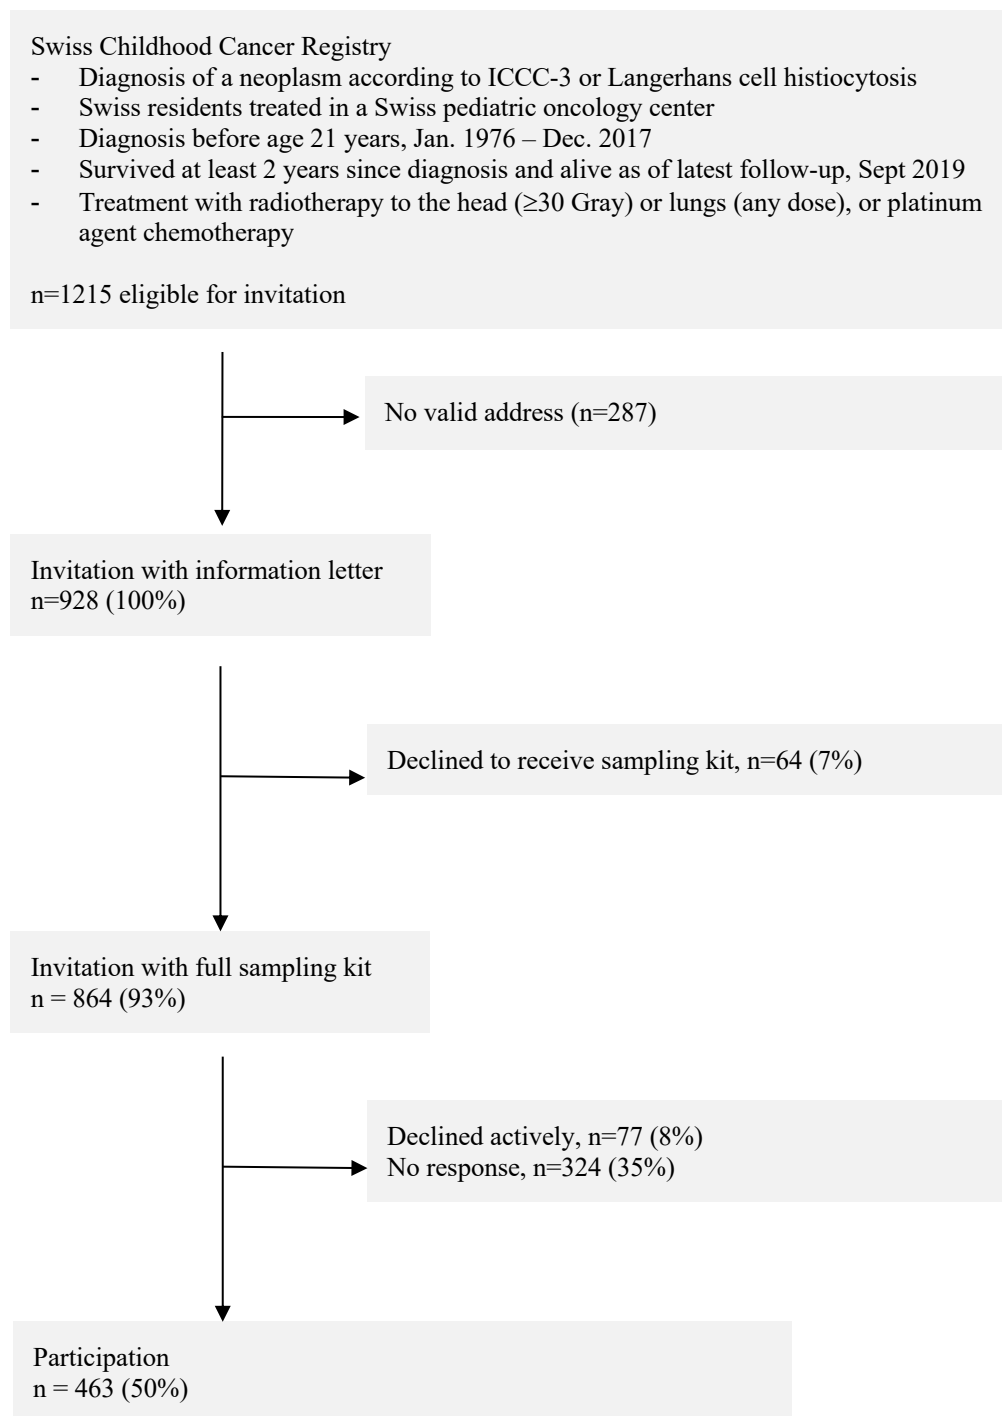 Swiss Childhood Cancer Registry
- Diagnosis of a neoplasm according to ICCC-3 or Langerhans cell histiocytosis
- Swiss residents treated in a Swiss pediatric oncology center
- Diagnosis before age 21 years, Jan. 1976 – Dec. 2017
- Survived at least 2 years since diagnosis and alive as of latest follow-up, Sept 2019
- Treatment with radiotherapy to the head (≥30 Gray) or lungs (any dose), or platinum
agent chemotherapy
n=1215 eligible for invitation
No valid address (n=287)
Invitation with information letter
n=928 (100%)
Declined to receive sampling kit, n=64 (7%)
Invitation with full sampling kit
n = 864 (93%)
Declined actively, n=77 (8%)
No response, n=324 (35%)
Participation
n = 463 (50%)